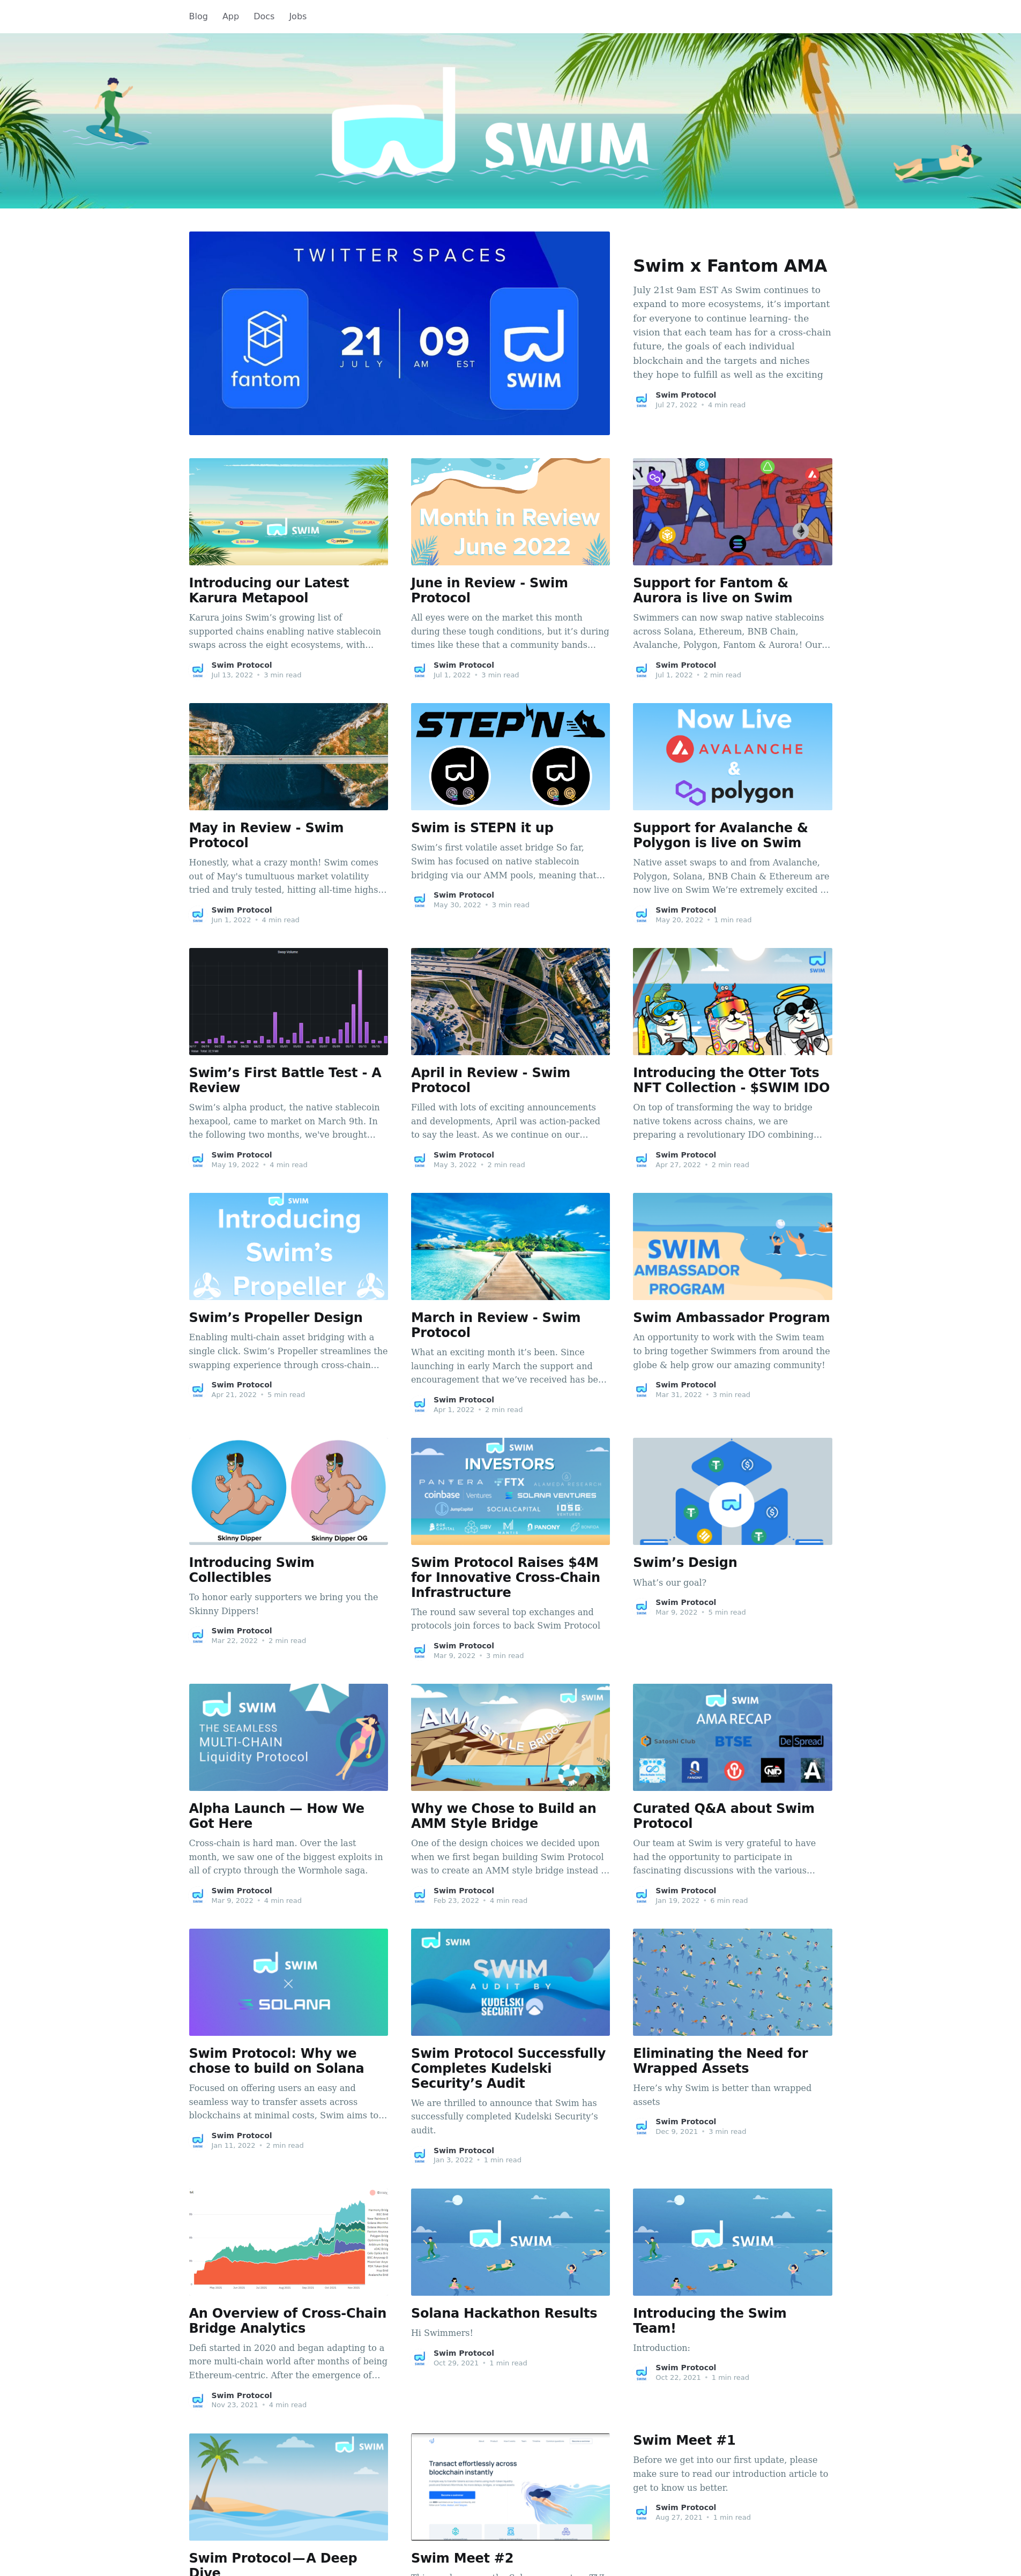 Blog App Docs Jobs
SWIM
TWITTER SPACES
fantom
21
JULY
09
AM EST
SWIM
Swim x Fantom AMA
July 21st 9am EST As Swim continues to
expand to more ecosystems, it’s important
for everyone to continue learning- the
vision that each team has for a cross-chain
future, the goals of each individual
blockchain and the targets and niches
they hope to fulfill as well as the exciting
Swim Protocol
Jul 27, 2022 • 4 min read
SWIM
Introducing our Latest
Karura Metapool
Karura joins Swim’s growing list of
supported chains enabling native stablecoin
swaps across the eight ecosystems, with…
Swim Protocol
Jul 13, 2022 • 3 min read
Month in Review
June 2022
June in Review - Swim
Protocol
All eyes were on the market this month
during these tough conditions, but it’s during
times like these that a community bands…
Swim Protocol
Jul 1, 2022 • 3 min read
Support for Fantom &
Aurora is live on Swim
Swimmers can now swap native stablecoins
across Solana, Ethereum, BNB Chain,
Avalanche, Polygon, Fantom & Aurora! Our…
Swim Protocol
Jul 1, 2022 • 2 min read
May in Review - Swim
Protocol
Honestly, what a crazy month! Swim comes
out of May's tumultuous market volatility
tried and truly tested, hitting all-time highs…
Swim Protocol
Jun 1, 2022 • 4 min read
STEPN
Swim is STEPN it up
Swim’s first volatile asset bridge So far,
Swim has focused on native stablecoin
bridging via our AMM pools, meaning that…
Swim Protocol
May 30, 2022 • 3 min read
Now Live
AVALANCHE
&
polygon
Support for Avalanche &
Polygon is live on Swim
Native asset swaps to and from Avalanche,
Polygon, Solana, BNB Chain & Ethereum are
now live on Swim We’re extremely excited …
Swim Protocol
May 20, 2022 • 1 min read
Swap Volume
Swim’s First Battle Test - A
Review
Swim’s alpha product, the native stablecoin
hexapool, came to market on March 9th. In
the following two months, we've brought…
Swim Protocol
May 19, 2022 • 4 min read
April in Review - Swim
Protocol
Filled with lots of exciting announcements
and developments, April was action-packed
to say the least. As we continue on our…
Swim Protocol
May 3, 2022 • 2 min read
SWIM
Introducing the Otter Tots
NFT Collection - $SWIM IDO
On top of transforming the way to bridge
native tokens across chains, we are
preparing a revolutionary IDO combining…
Swim Protocol
Apr 27, 2022 • 2 min read
SWIM
Introducing
Swim’s
Propeller
Swim’s Propeller Design
Enabling multi-chain asset bridging with a
single click. Swim’s Propeller streamlines the
swapping experience through cross-chain…
Swim Protocol
Apr 21, 2022 • 5 min read
March in Review - Swim
Protocol
What an exciting month it’s been. Since
launching in early March the support and
encouragement that we’ve received has be…
Swim Protocol
Apr 1, 2022 • 2 min read
SWIM
AMBASSADOR
PROGRAM
Swim Ambassador Program
An opportunity to work with the Swim team
to bring together Swimmers from around the
globe & help grow our amazing community!
Swim Protocol
Mar 31, 2022 • 3 min read
Skinny Dipper Skinny Dipper OG
Introducing Swim
Collectibles
To honor early supporters we bring you the
Skinny Dippers!
Swim Protocol
Mar 22, 2022 • 2 min read
SWIM
INVESTORS
PANTERA FTX ALAMEDA RESEARCH
coinbase Ventures SOLANA VENTURES
JumpCapital SOCIALCAPITAL IOSG VENTURES
GBV PANONY
Swim Protocol Raises $4M
for Innovative Cross-Chain
Infrastructure
The round saw several top exchanges and
protocols join forces to back Swim Protocol
Swim Protocol
Mar 9, 2022 • 3 min read
Swim’s Design
What’s our goal?
Swim Protocol
Mar 9, 2022 • 5 min read
SWIM
THE SEAMLESS
MULTI-CHAIN
Liquidity Protocol
Alpha Launch — How We
Got Here
Cross-chain is hard man. Over the last
month, we saw one of the biggest exploits in
all of crypto through the Wormhole saga.
Swim Protocol
Mar 9, 2022 • 4 min read
SWIM
AMM STYLE BRIDGE
Why we Chose to Build an
AMM Style Bridge
One of the design choices we decided upon
when we first began building Swim Protocol
was to create an AMM style bridge instead …
Swim Protocol
Feb 23, 2022 • 4 min read
SWIM
AMA RECAP
Satoshi Club BTSE DeSpread
Curated Q&A about Swim
Protocol
Our team at Swim is very grateful to have
had the opportunity to participate in
fascinating discussions with the various…
Swim Protocol
Jan 19, 2022 • 6 min read
SWIM
SOLANA
Swim Protocol: Why we
chose to build on Solana
Focused on offering users an easy and
seamless way to transfer assets across
blockchains at minimal costs, Swim aims to…
Swim Protocol
Jan 11, 2022 • 2 min read
SWIM
SWIM
AUDIT BY
KUDELSKI
SECURITY
Swim Protocol Successfully
Completes Kudelski
Security’s Audit
We are thrilled to announce that Swim has
successfully completed Kudelski Security’s
audit.
Swim Protocol
Jan 3, 2022 • 1 min read
Eliminating the Need for
Wrapped Assets
Here’s why Swim is better than wrapped
assets
Swim Protocol
Dec 9, 2021 • 3 min read
An Overview of Cross-Chain
Bridge Analytics
Defi started in 2020 and began adapting to a
more multi-chain world after months of being
Ethereum-centric. After the emergence of…
Swim Protocol
Nov 23, 2021 • 4 min read
SWIM
Solana Hackathon Results
Hi Swimmers!
Swim Protocol
Oct 29, 2021 • 1 min read
SWIM
Introducing the Swim
Team!
Introduction:
Swim Protocol
Oct 22, 2021 • 1 min read
SWIM
Swim Protocol — A Deep
Dive
Transact effortlessly across
blockchain instantly
Swim Meet #2
Swim Meet #1
Before we get into our first update, please
make sure to read our introduction article to
get to know us better.
Swim Protocol
Aug 27, 2021 • 1 min read